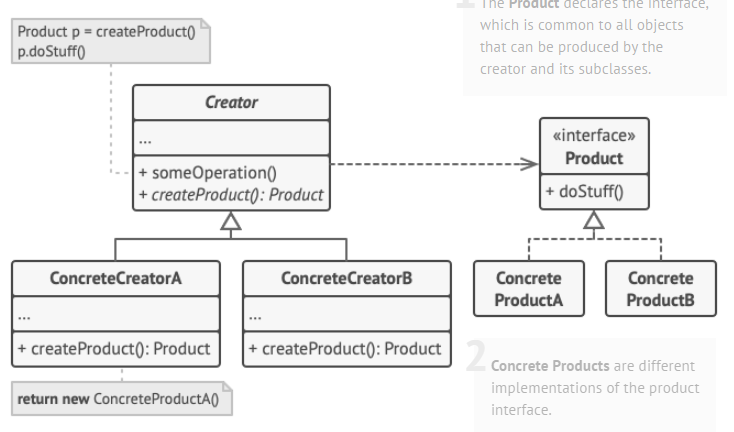 Product p = createProduct()
p.doStuff()
1
The Product declares the interface,
which is common to all objects
that can be produced by the
creator and its subclasses.
Creator
...
+ someOperation()
+ createProduct(): Product
«interface»
Product
+ doStuff()
ConcreteCreatorA
...
+ createProduct(): Product
ConcreteCreatorB
...
+ createProduct(): Product
Concrete
ProductA
Concrete
ProductB
return new ConcreteProductA()
2
Concrete Products are different
implementations of the product
interface.